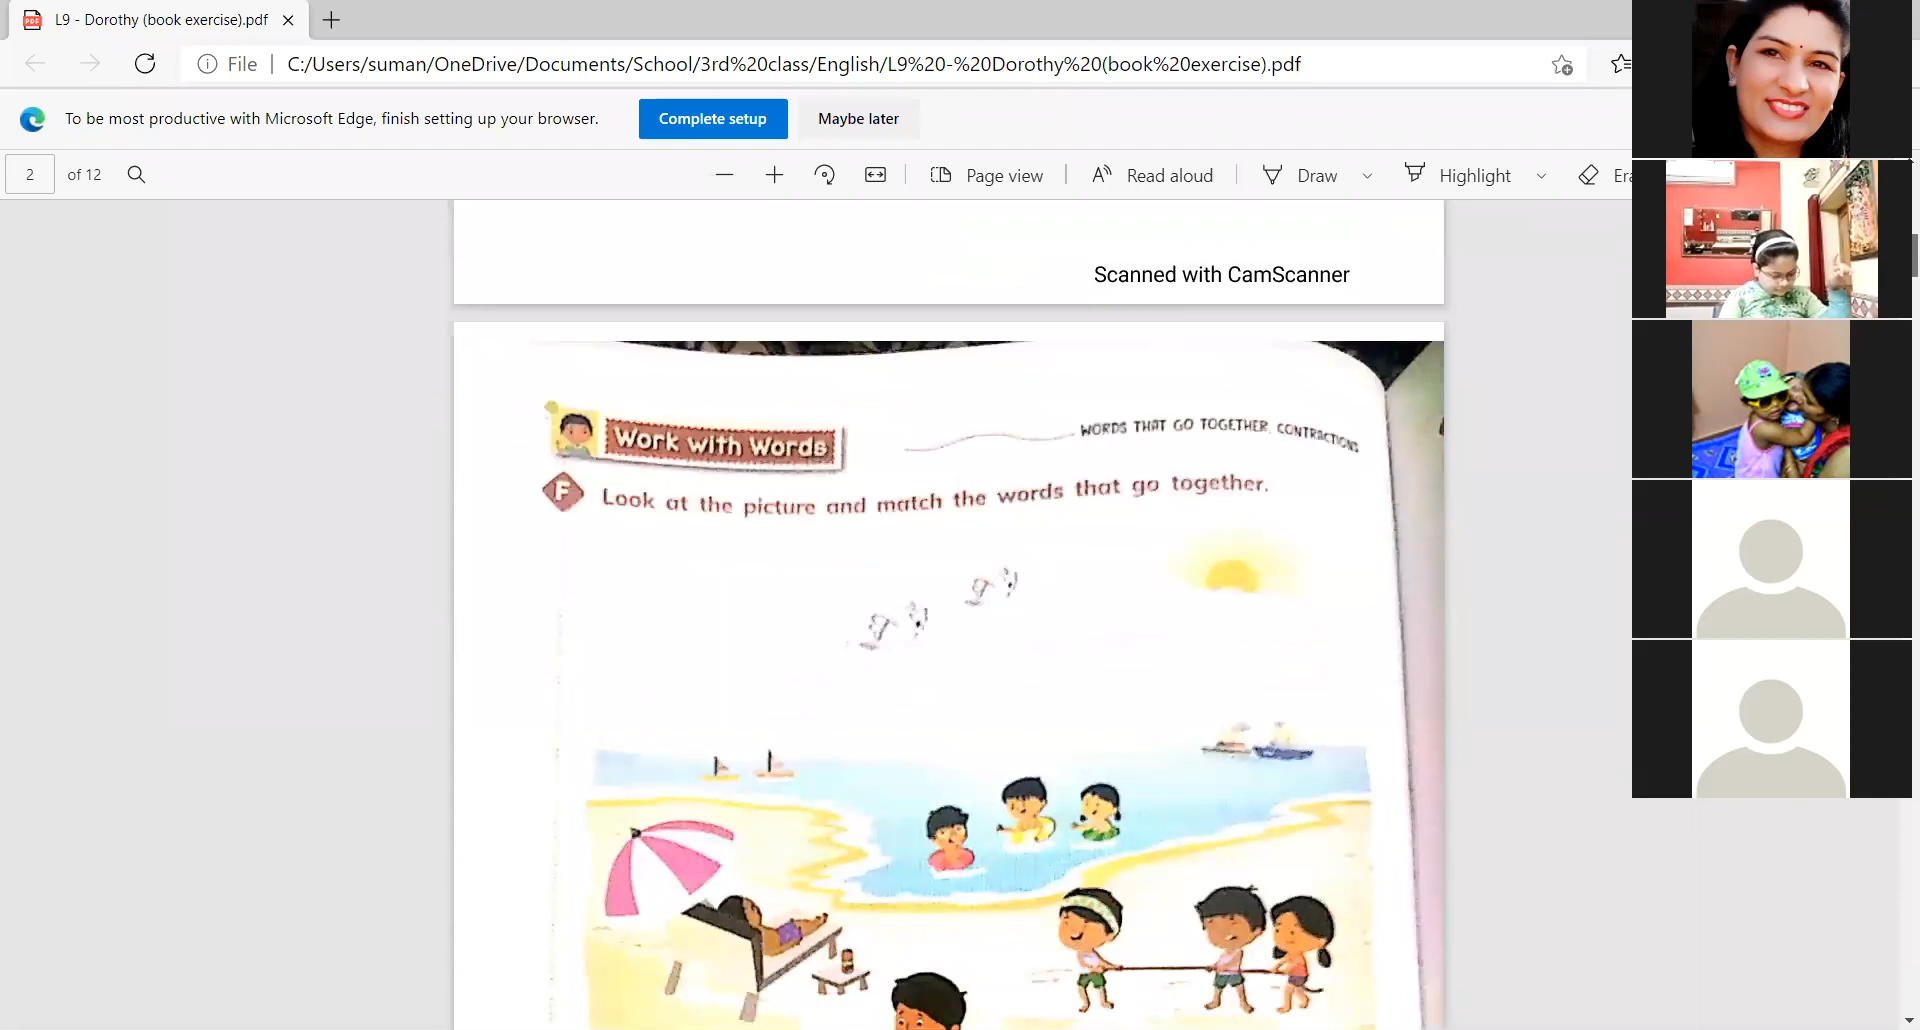 L9 - Dorothy (book exercise).pdf
File
C:/Users/suman/OneDrive/Documents/School/3rd%20class/English/L9%20-%20Dorothy%20(book%20exercise).pdf
To be most productive with Microsoft Edge, finish setting up your browser.
Complete setup
Maybe later
2
of 12
Page view
Read aloud
Draw
Highlight
Era
Scanned with CamScanner
Work with Words
WORDS THAT GO TOGETHER, CONTRACTIONS
F Look at the picture and match the words that go together.